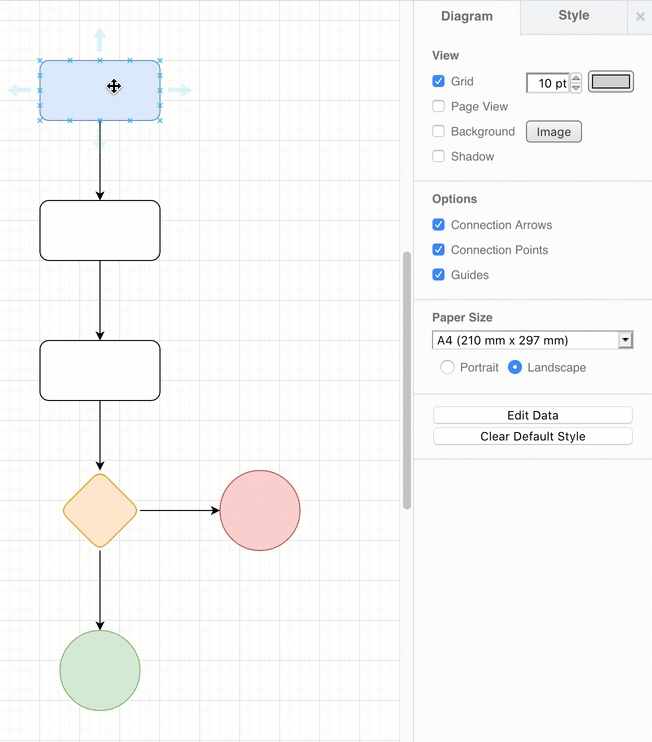 Diagram Style
View
Grid 10 pt
Page View
Background Image
Shadow
Options
Connection Arrows
Connection Points
Guides
Paper Size
A4 (210 mm x 297 mm)
Portrait Landscape
Edit Data
Clear Default Style